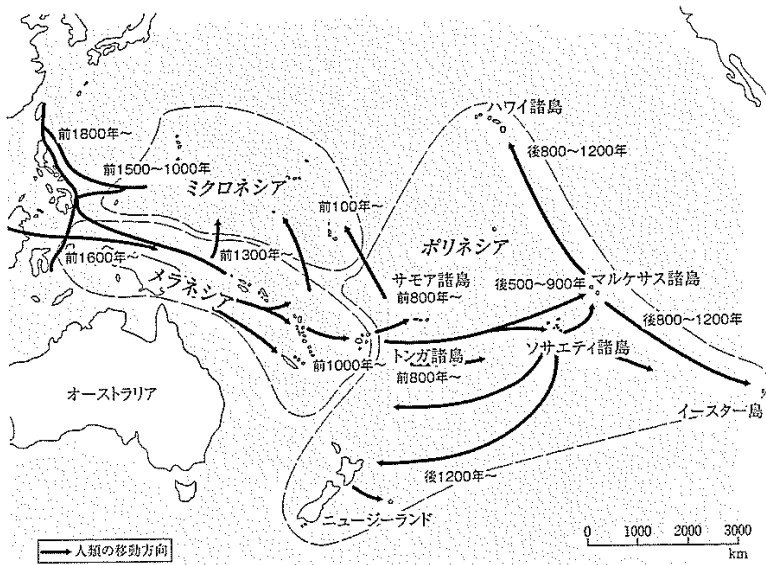 ハワイ諸島
前1800年～
後800～1200年
前1500～1000年
ミクロネシア
前100年～
ポリネシア
前1600年～
前1300年～
メラネシア
サモア諸島
前800年～
後500～900年
マルケサス諸島
後800～1200年
前1000年～
トンガ諸島
前800年～
ソサエティ諸島
オーストラリア
イースター島
後1200年～
ニュージーランド
人類の移動方向
0 1000 2000 3000
km